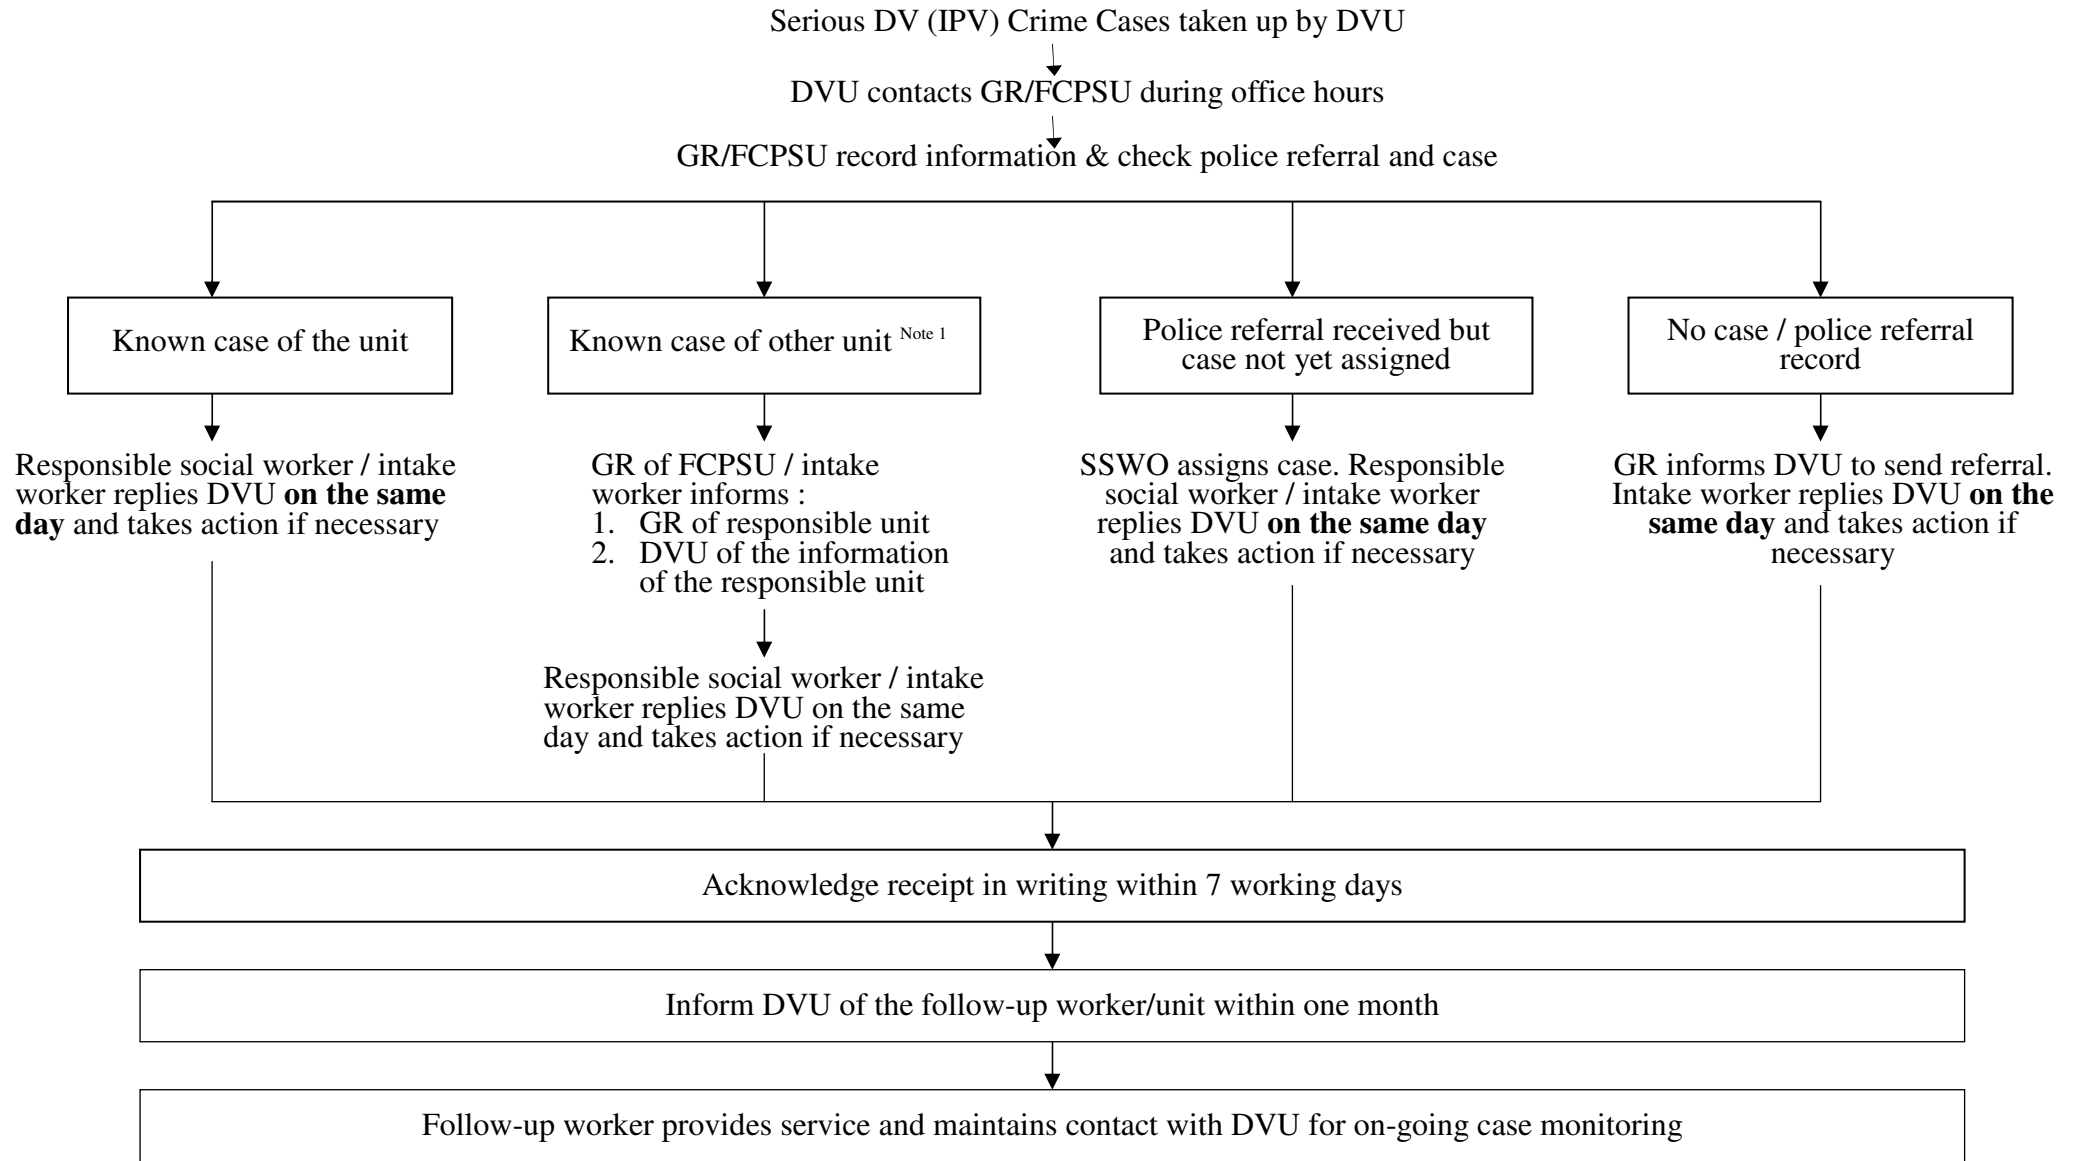 Serious DV (IPV) Crime Cases taken up by DVU
DVU contacts GR/FCPSU during office hours
GR/FCPSU record information & check police referral and case
Known case of the unit
Known case of other unit Note 1
Police referral received but
case not yet assigned
No case / police referral
record
Responsible social worker / intake
worker replies DVU on the same
day and takes action if necessary
GR of FCPSU / intake
worker informs :
1. GR of responsible unit
2. DVU of the information
of the responsible unit
Responsible social worker / intake
worker replies DVU on the same
day and takes action if necessary
SSWO assigns case. Responsible
social worker / intake worker
replies DVU on the same day
and takes action if necessary
GR informs DVU to send referral.
Intake worker replies DVU on the
same day and takes action if
necessary
Acknowledge receipt in writing within 7 working days
Inform DVU of the follow-up worker/unit within one month
Follow-up worker provides service and maintains contact with DVU for on-going case monitoring